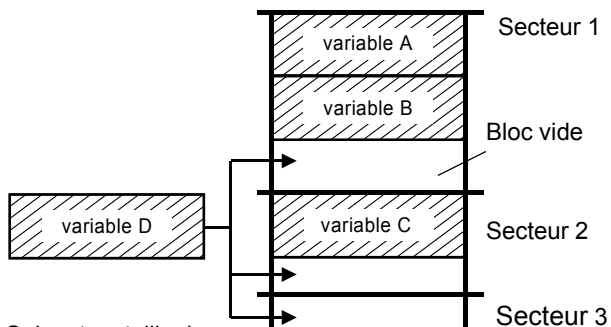 variable A
Secteur 1
variable B
Bloc vide
variable D
variable C
Secteur 2
Secteur 3